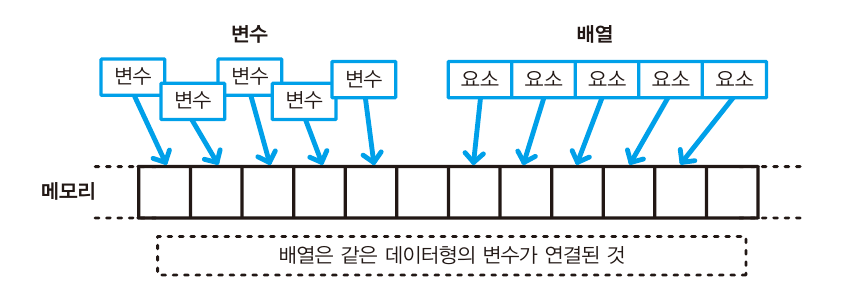 변수 배열
변수 변수 변수 변수 변수 요소 요소 요소 요소 요소
메모리
배열은 같은 데이터형의 변수가 연결된 것